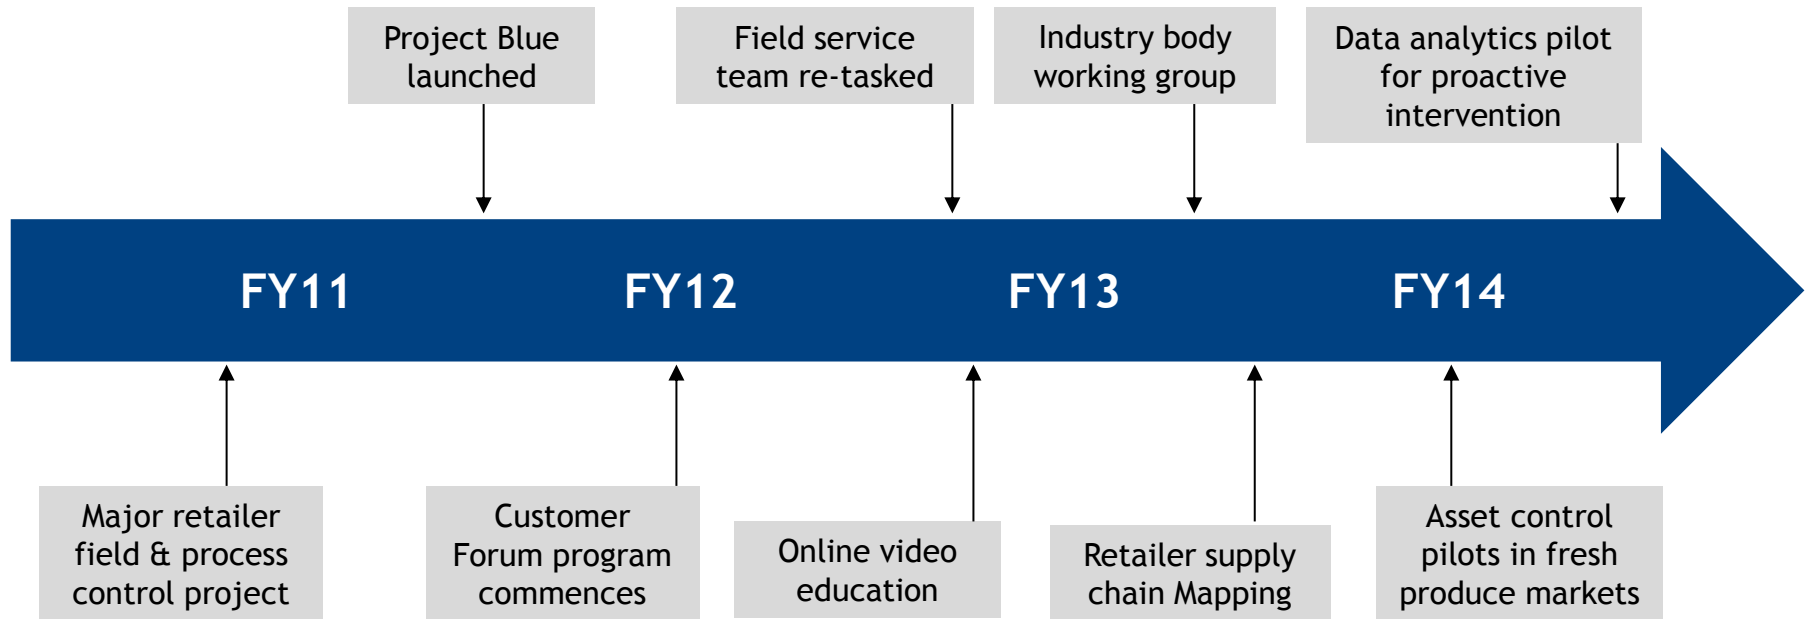 Project Blue
launched
Field service
team re-tasked
Industry body
working group
Data analytics pilot
for proactive
intervention
FY11
FY12
FY13
FY14
Major retailer
field & process
control project
Customer
Forum program
commences
Online video
education
Retailer supply
chain Mapping
Asset control
pilots in fresh
produce markets